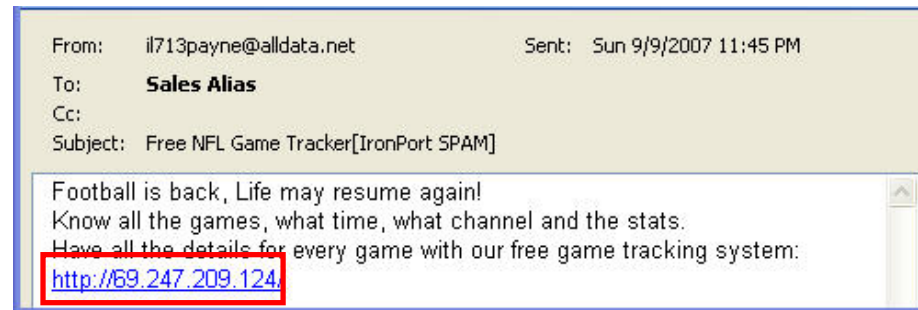 From: il713payne@alldata.net Sent: Sun 9/9/2007 11:45 PM
To: Sales Alias
Cc:
Subject: Free NFL Game Tracker[IronPort SPAM]
Football is back, Life may resume again!
Know all the games, what time, what channel and the stats.
Have all the details for every game with our free game tracking system:
http://69.247.209.124/